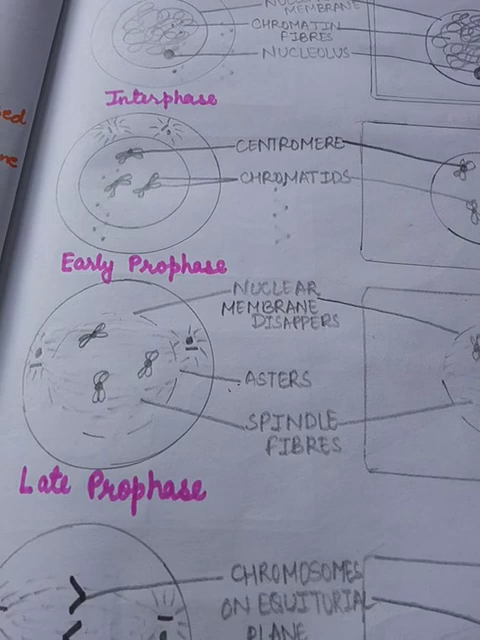 MEMBRANE
CHROMATIN
FIBRES
NUCLEOLUS
Interphase
CENTROMERE
CHROMATIDS
Early Prophase
NUCLEAR
MEMBRANE
DISAPPERS
ASTERS
SPINDLE
FIBRES
Late Prophase
CHROMOSOMES
ON EQUITORIAL
PLANE